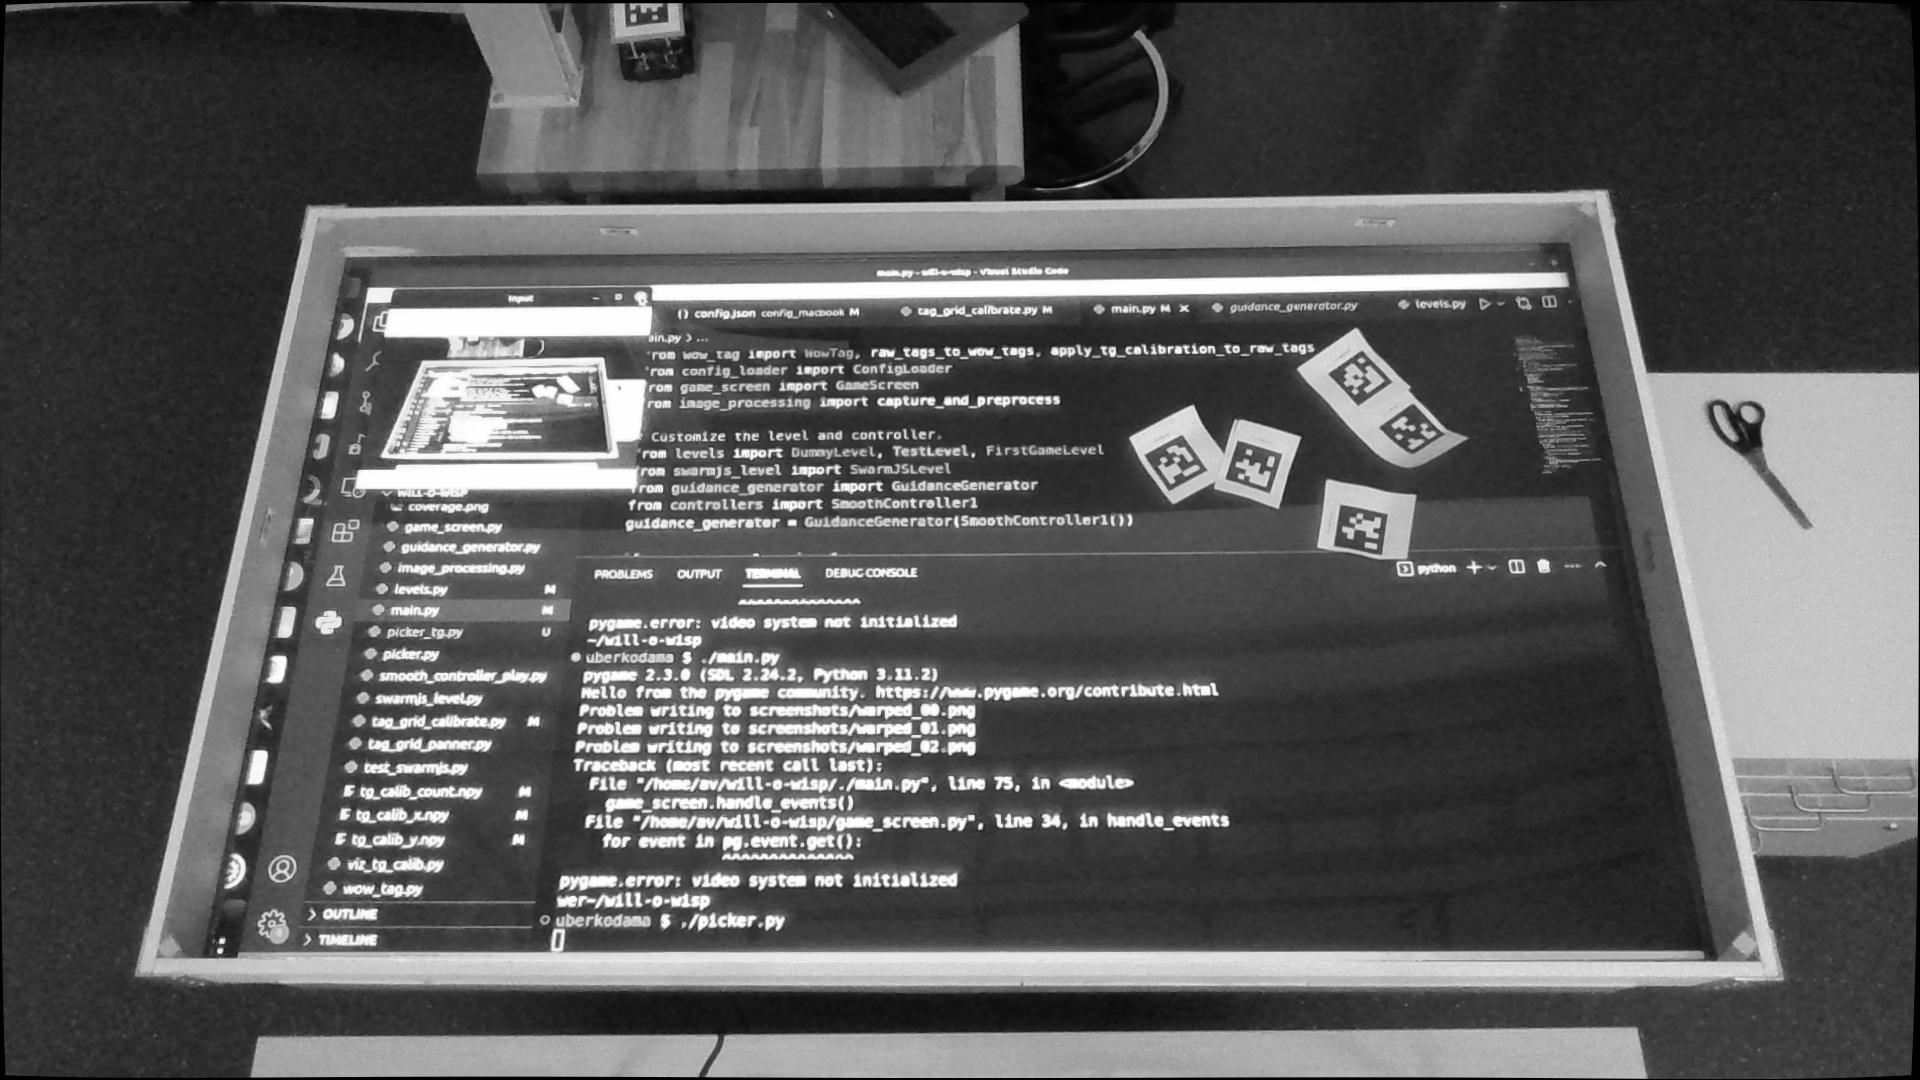 main.py - will-o-wisp - Visual Studio Code
Input
config.json config_macbook M
tag_grid_calibrate.py M
main.py M
guidance_generator.py
levels.py
ain.py > ...
rom wow_tag import WowTag, raw_tags_to_wow_tags, apply_tg_calibration_to_raw_tags
rom config_loader import ConfigLoader
rom game_screen import GameScreen
rom image_processing import capture_and_preprocess
Customize the level and controller.
rom levels import DummyLevel, TestLevel, FirstGameLevel
rom swarmjs_level import SwarmJSLevel
from guidance_generator import GuidanceGenerator
from controllers import SmoothController1
guidance_generator = GuidanceGenerator(SmoothController1())
WILL-O-WISP
coverage.png
game_screen.py
guidance_generator.py
image_processing.py
levels.py M
main.py M
picker_tg.py U
picker.py
smooth_controller_play.py
swarmjs_level.py
tag_grid_calibrate.py M
tag_grid_panner.py
test_swarmjs.py
tg_calib_count.npy M
tg_calib_x.npy M
tg_calib_y.npy M
viz_tg_calib.py
wow_tag.py
OUTLINE
TIMELINE
PROBLEMS OUTPUT TERMINAL DEBUG CONSOLE
python
^^^^^^^^^^^^^^
pygame.error: video system not initialized
~/will-o-wisp
uberkodama $ ./main.py
pygame 2.3.0 (SDL 2.24.2, Python 3.11.2)
Hello from the pygame community. https://www.pygame.org/contribute.html
Problem writing to screenshots/warped_00.png
Problem writing to screenshots/warped_01.png
Problem writing to screenshots/warped_02.png
Traceback (most recent call last):
File "/home/av/will-o-wisp/./main.py", line 75, in <module>
game_screen.handle_events()
File "/home/av/will-o-wisp/game_screen.py", line 34, in handle_events
for event in pg.event.get():
^^^^^^^^^^^^^^
pygame.error: video system not initialized
wer~/will-o-wisp
uberkodama $ ./picker.py